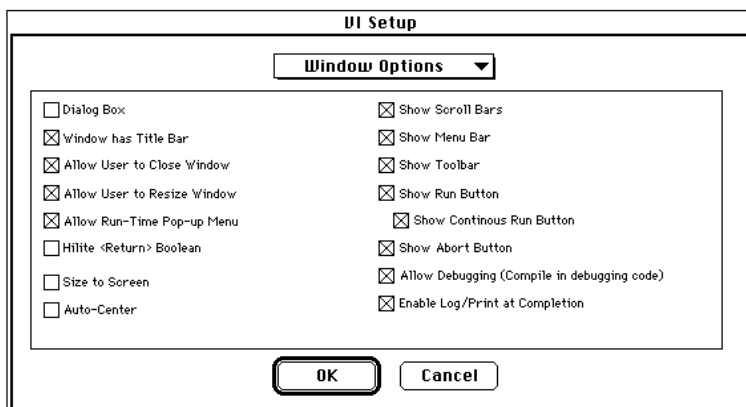 VI Setup
Window Options
Dialog Box
Window has Title Bar
Allow User to Close Window
Allow User to Resize Window
Allow Run-Time Pop-up Menu
Hilite <Return> Boolean
Size to Screen
Auto-Center
Show Scroll Bars
Show Menu Bar
Show Toolbar
Show Run Button
Show Continous Run Button
Show Abort Button
Allow Debugging (Compile in debugging code)
Enable Log/Print at Completion
OK
Cancel